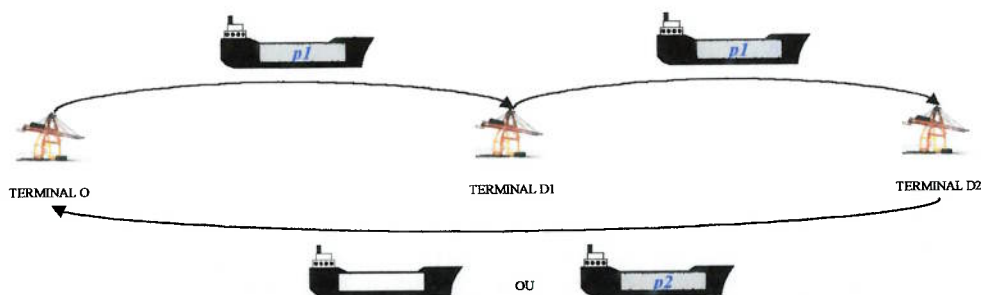 p1
p1
TERMINAL O
TERMINAL D1
TERMINAL D2
OU
p2